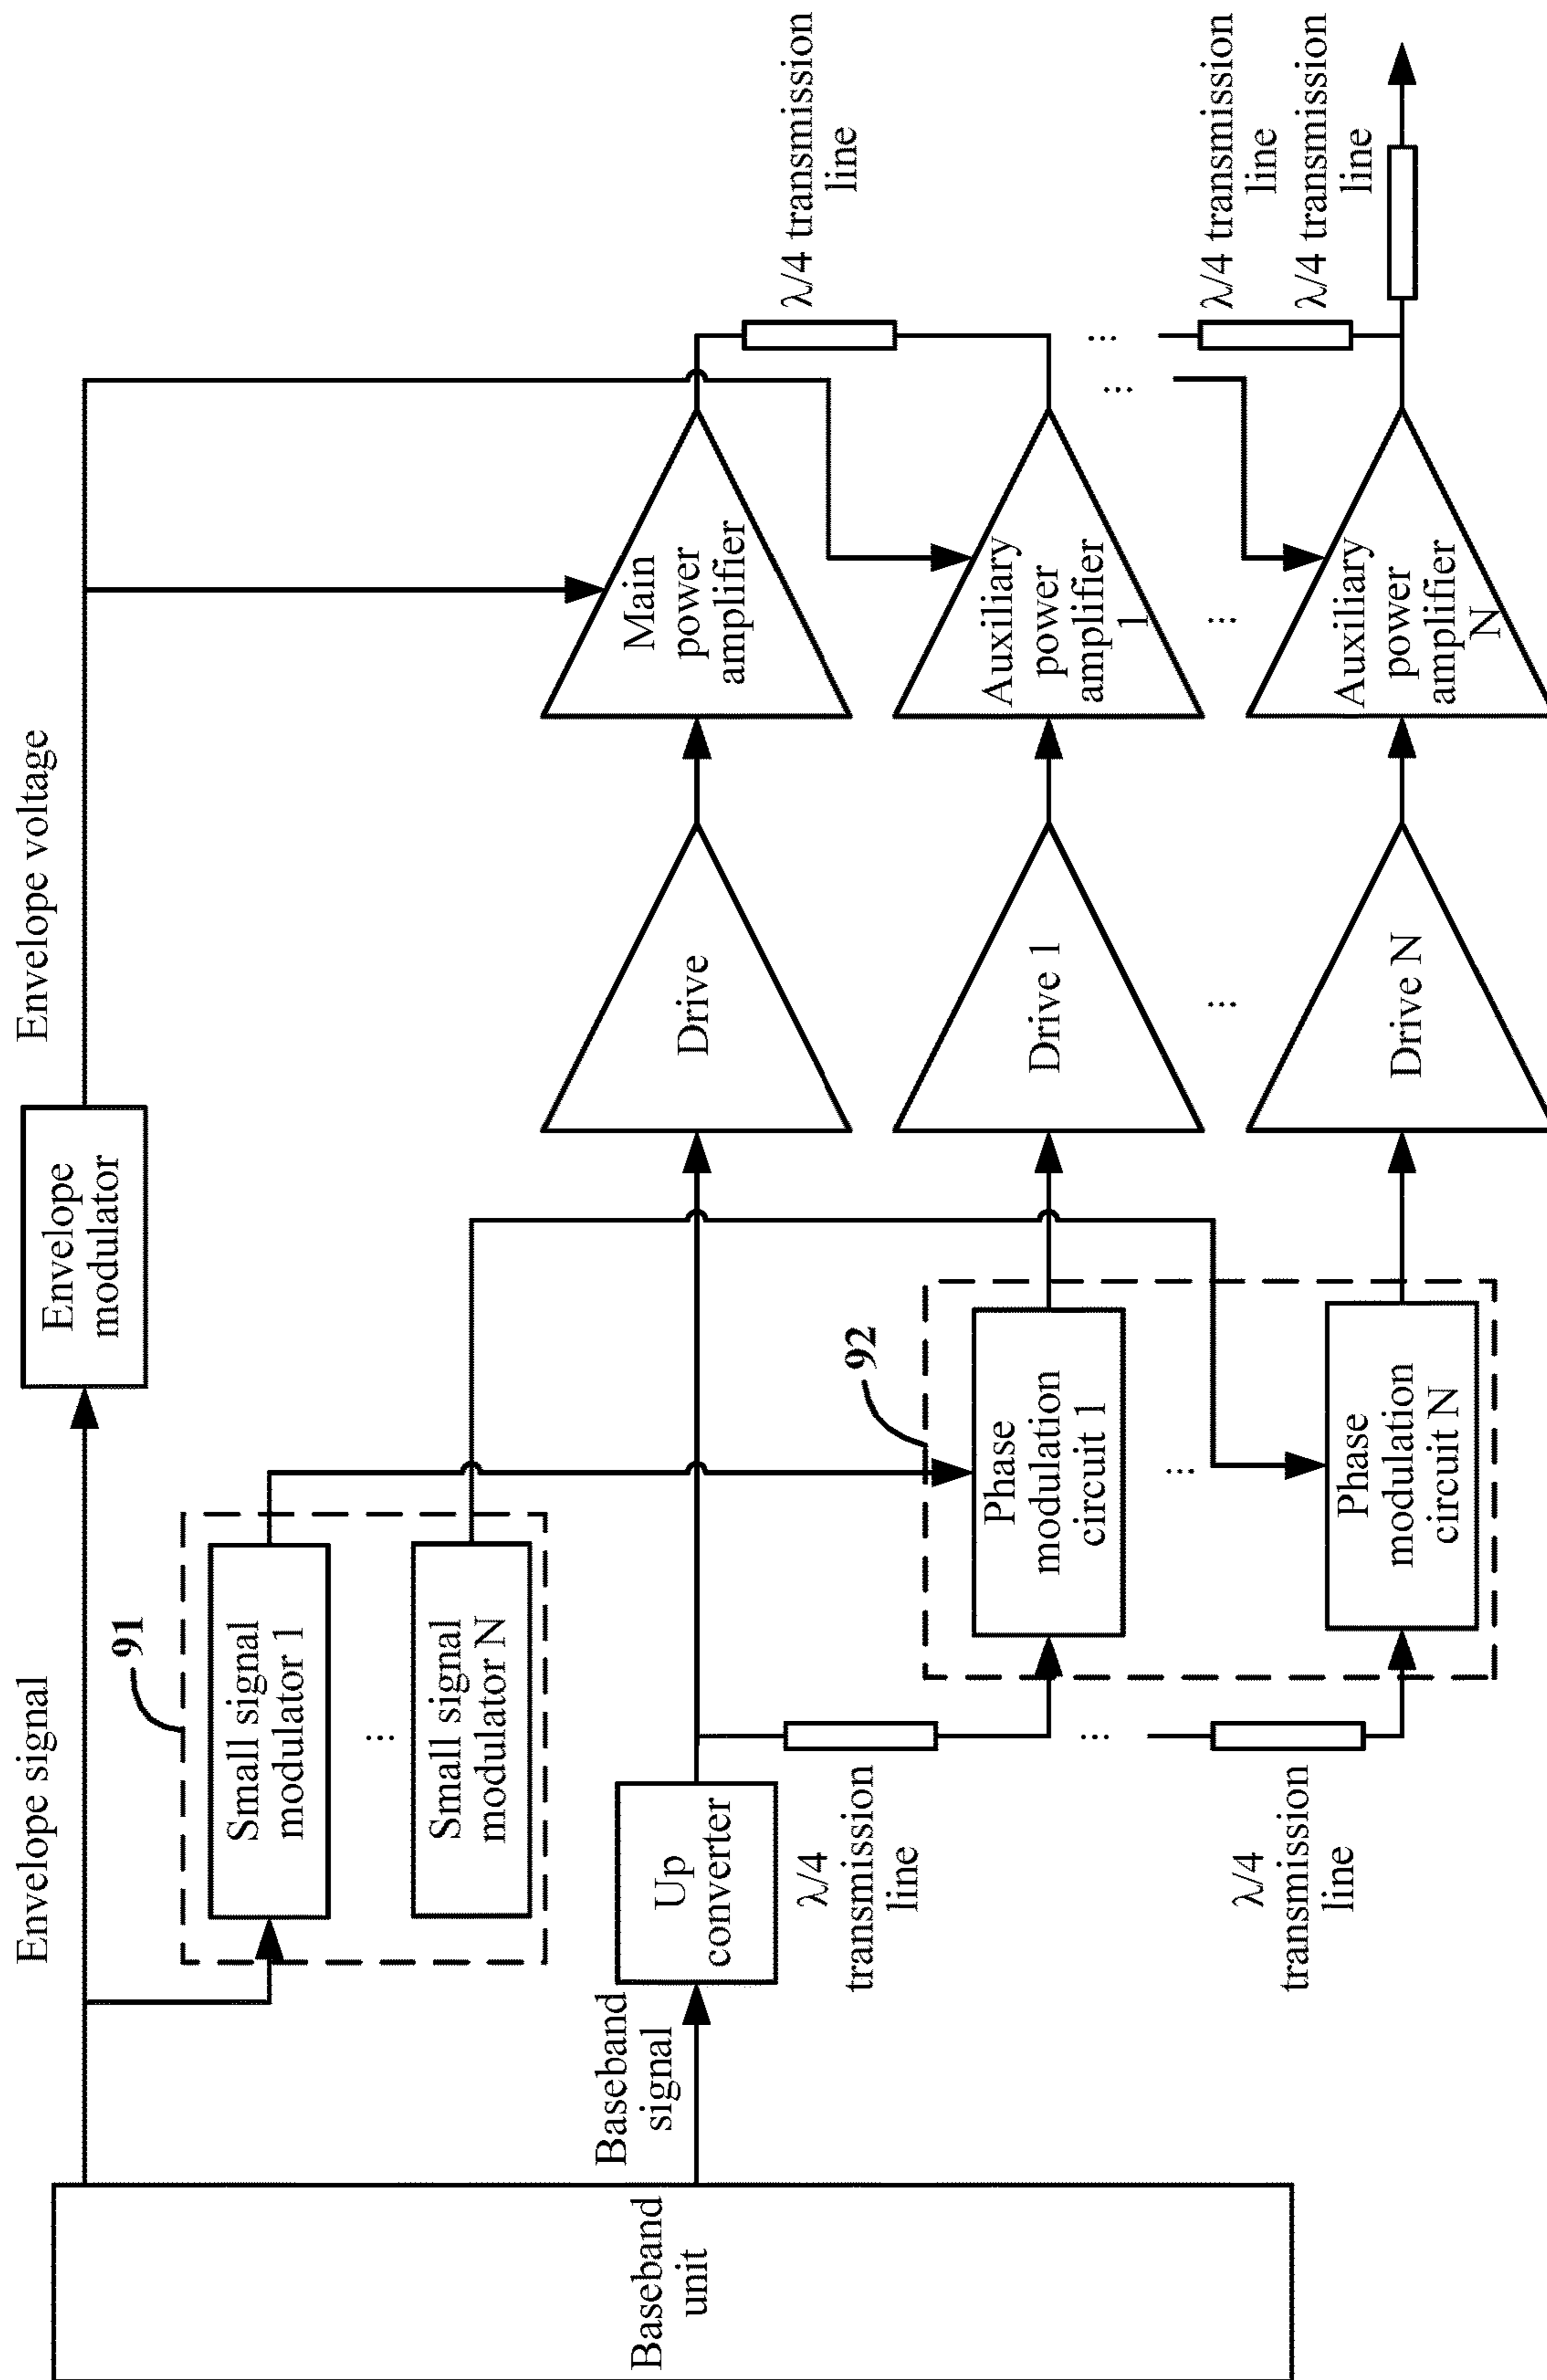 Envelope signal
Envelope
modulator
Envelope voltage
91
Small signal
modulator 1
...
Small signal
modulator N
Baseband
unit
Baseband
signal
Up
converter
Drive
Main
power
amplifier
λ/4 transmission
line
λ/4
transmission
line
92
Phase
modulation
circuit 1
Drive 1
Auxiliary
power
amplifier
1
...
...
...
...
...
...
λ/4 transmission
line
λ/4 transmission
line
λ/4
transmission
line
Phase
modulation
circuit N
Drive N
Auxiliary
power
amplifier
N